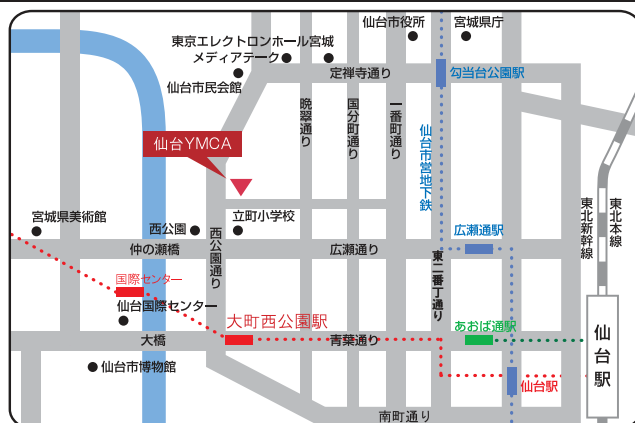 仙台市役所
宮城県庁
東京エレクトロンホール宮城
メディアテーク
定禅寺通り
勾当台公園駅
仙台市民会館
晩翠通り
国分町通り
一番町通り
仙台市営地下鉄
仙台YMCA
宮城県美術館
西公園
立町小学校
西公園通り
広瀬通駅
東北新幹線
東北本線
仲の瀬橋
広瀬通り
東二番丁通り
国際センター
仙台国際センター
大町西公園駅
あおば通駅
仙台駅
大橋
青葉通り
仙台市博物館
仙台駅
南町通り